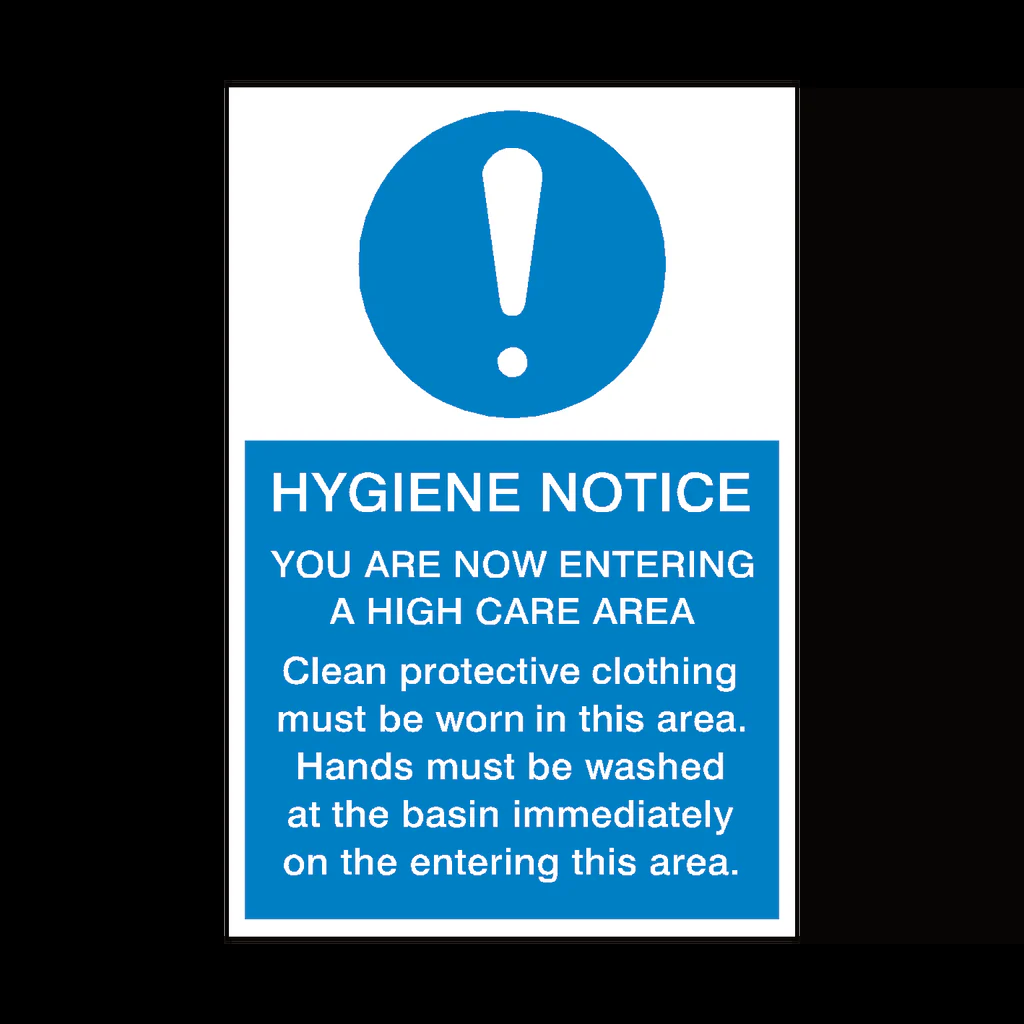 HYGIENE NOTICE
YOU ARE NOW ENTERING
A HIGH CARE AREA
Clean protective clothing
must be worn in this area.
Hands must be washed
at the basin immediately
on the entering this area.